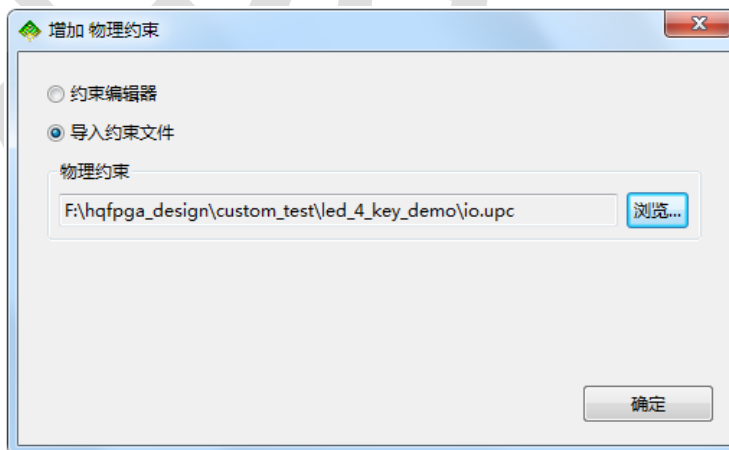 增加 物理约束
约束编辑器
导入约束文件
物理约束
F:\hqfpga_design\custom_test\led_4_key_demo\io.upc
浏览...
确定